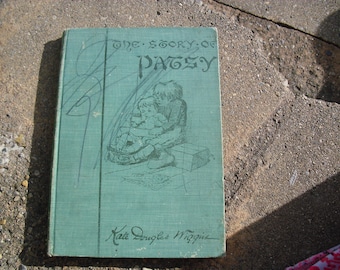 THE · STORY · OF
PATSY
Kate Douglas Wiggin